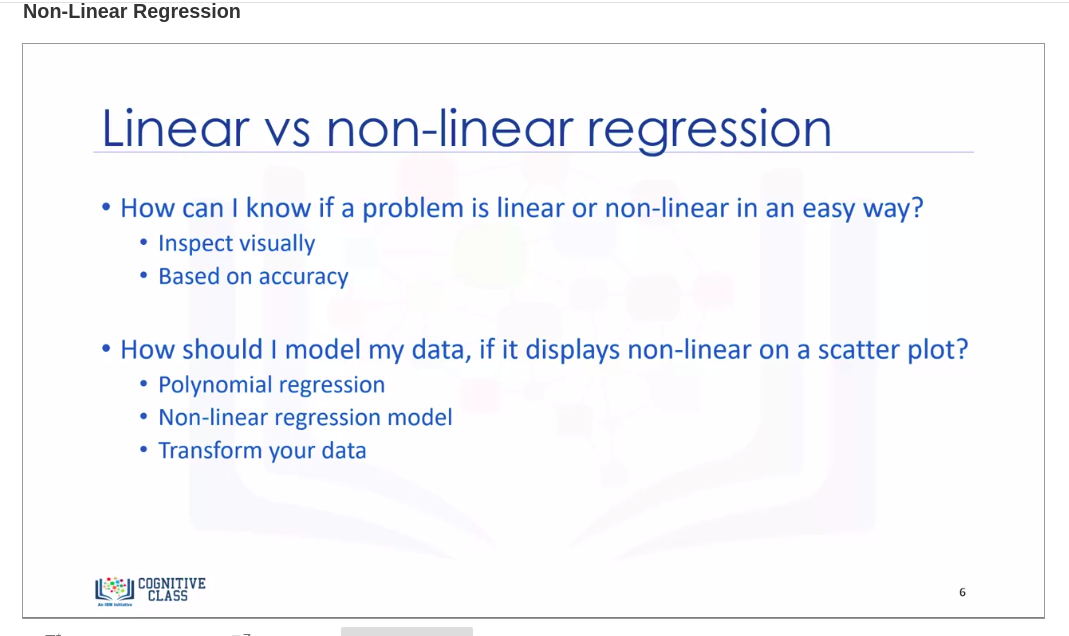 Non-Linear Regression
Linear vs non-linear regression
• How can I know if a problem is linear or non-linear in an easy way?
• Inspect visually
• Based on accuracy
• How should I model my data, if it displays non-linear on a scatter plot?
• Polynomial regression
• Non-linear regression model
• Transform your data
COGNITIVE
CLASS
An IBM Initiative
6